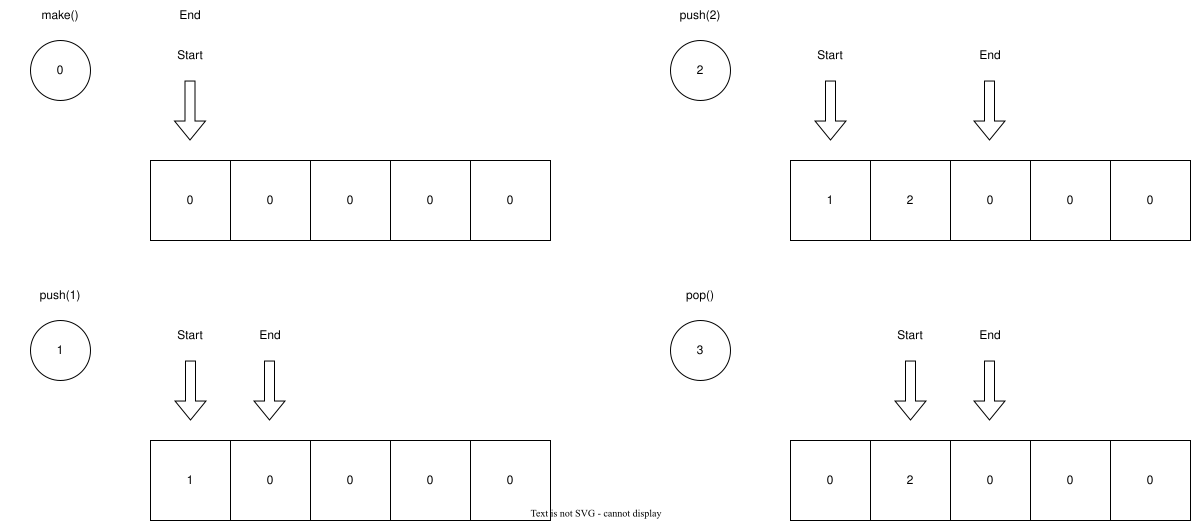 make()
End
0
Start
0 0 0 0 0
push(2)
2
Start End
1 2 0 0 0
push(1)
1
Start End
1 0 0 0 0
pop()
3
Start End
0 2 0 0 0
Text is not SVG - cannot display